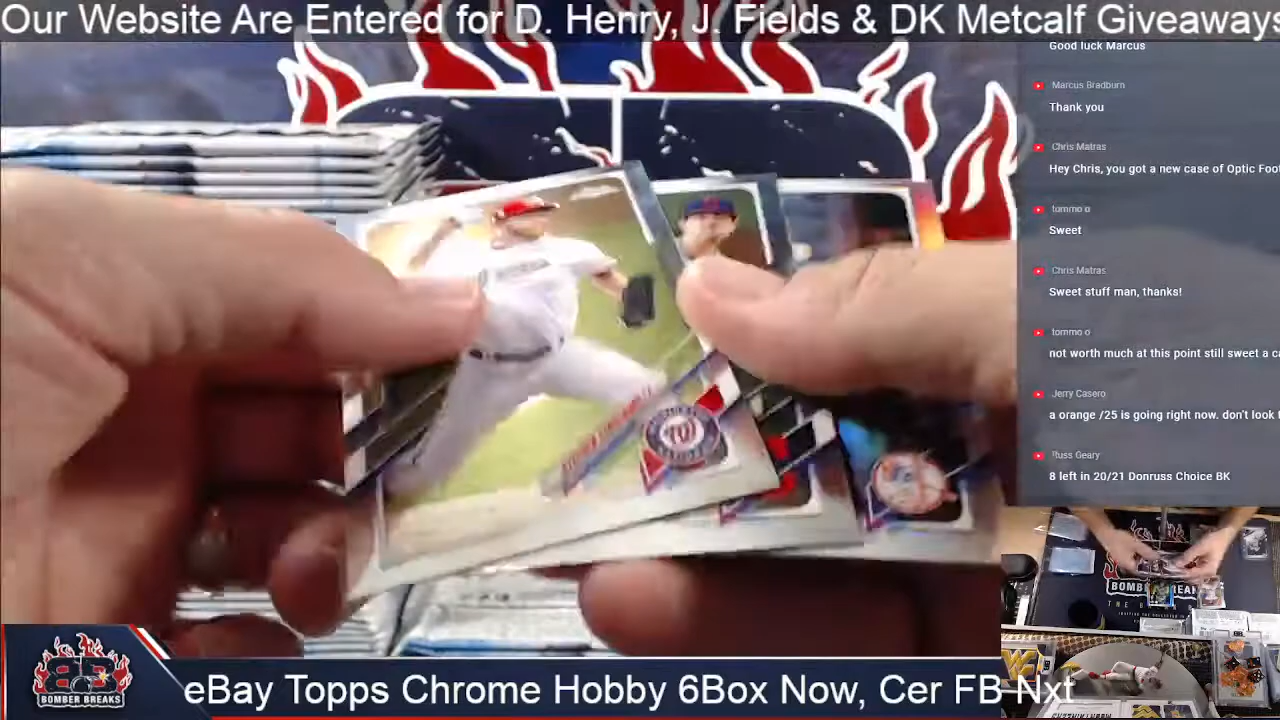 Our Website Are Entered for D. Henry, J. Fields & DK Metcalf Giveaways
Good luck Marcus
Marcus Bradburn
Thank you
Chris Matras
Hey Chris, you got a new case of Optic Foot
tommo o
Sweet
Chris Matras
Sweet stuff man, thanks!
tommo o
not worth much at this point still sweet a ca
Jerry Casero
a orange /25 is going right now. don't look
Russ Geary
8 left in 20/21 Donruss Choice BK
BOMBER BREAK
BOMBER BREAKS
eBay Topps Chrome Hobby 6Box Now, Cer FB Nxt